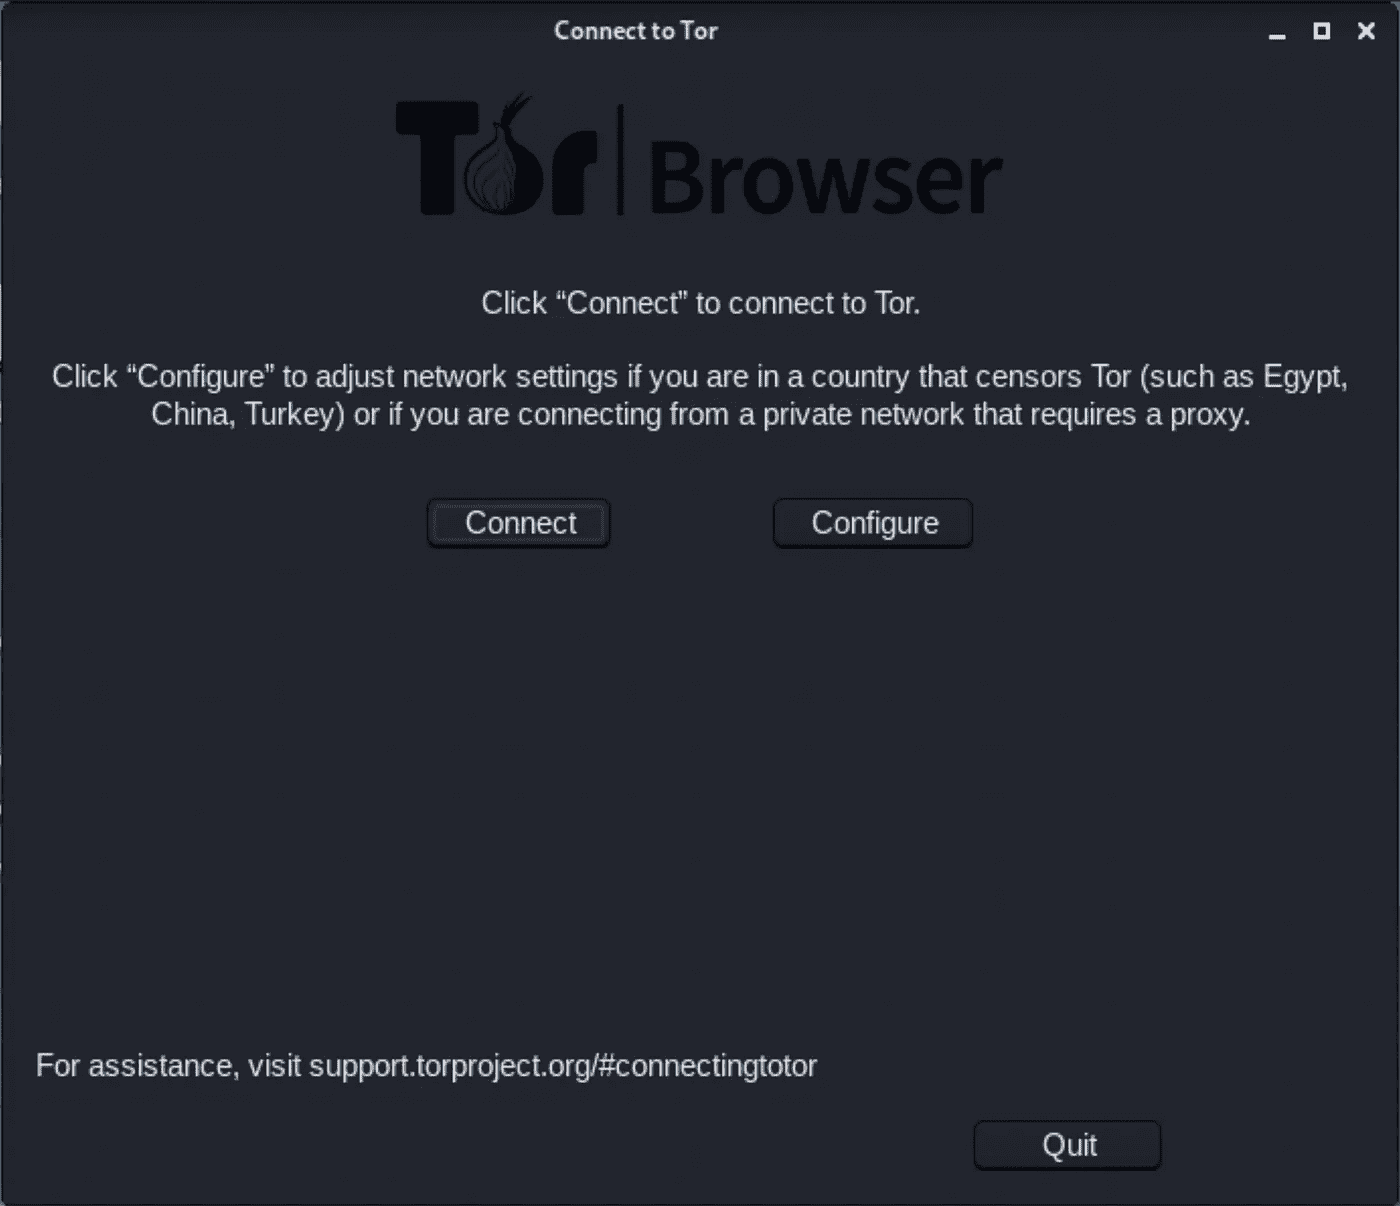 Connect to Tor
Tor | Browser
Click “Connect” to connect to Tor.
Click “Configure” to adjust network settings if you are in a country that censors Tor (such as Egypt,
China, Turkey) or if you are connecting from a private network that requires a proxy.
Connect Configure
For assistance, visit support.torproject.org/#connectingtotor
Quit